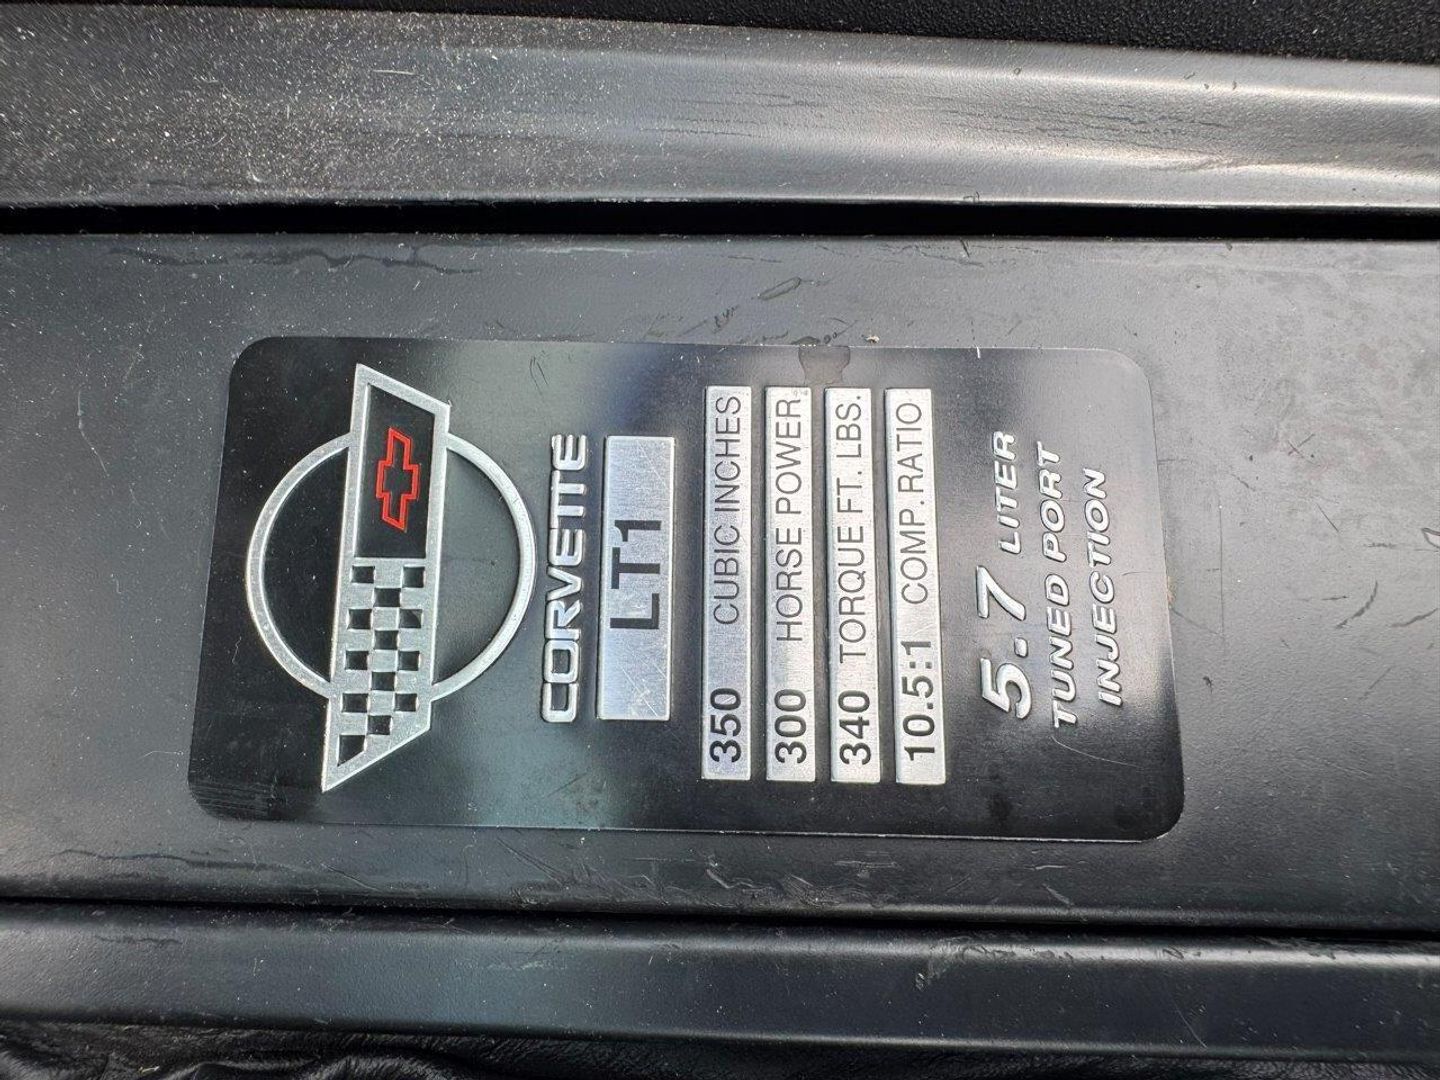 CORVETTE
LT1
350 CUBIC INCHES
300 HORSE POWER
340 TORQUE FT. LBS.
10.5:1 COMP. RATIO
5.7 LITER
TUNED PORT
INJECTION